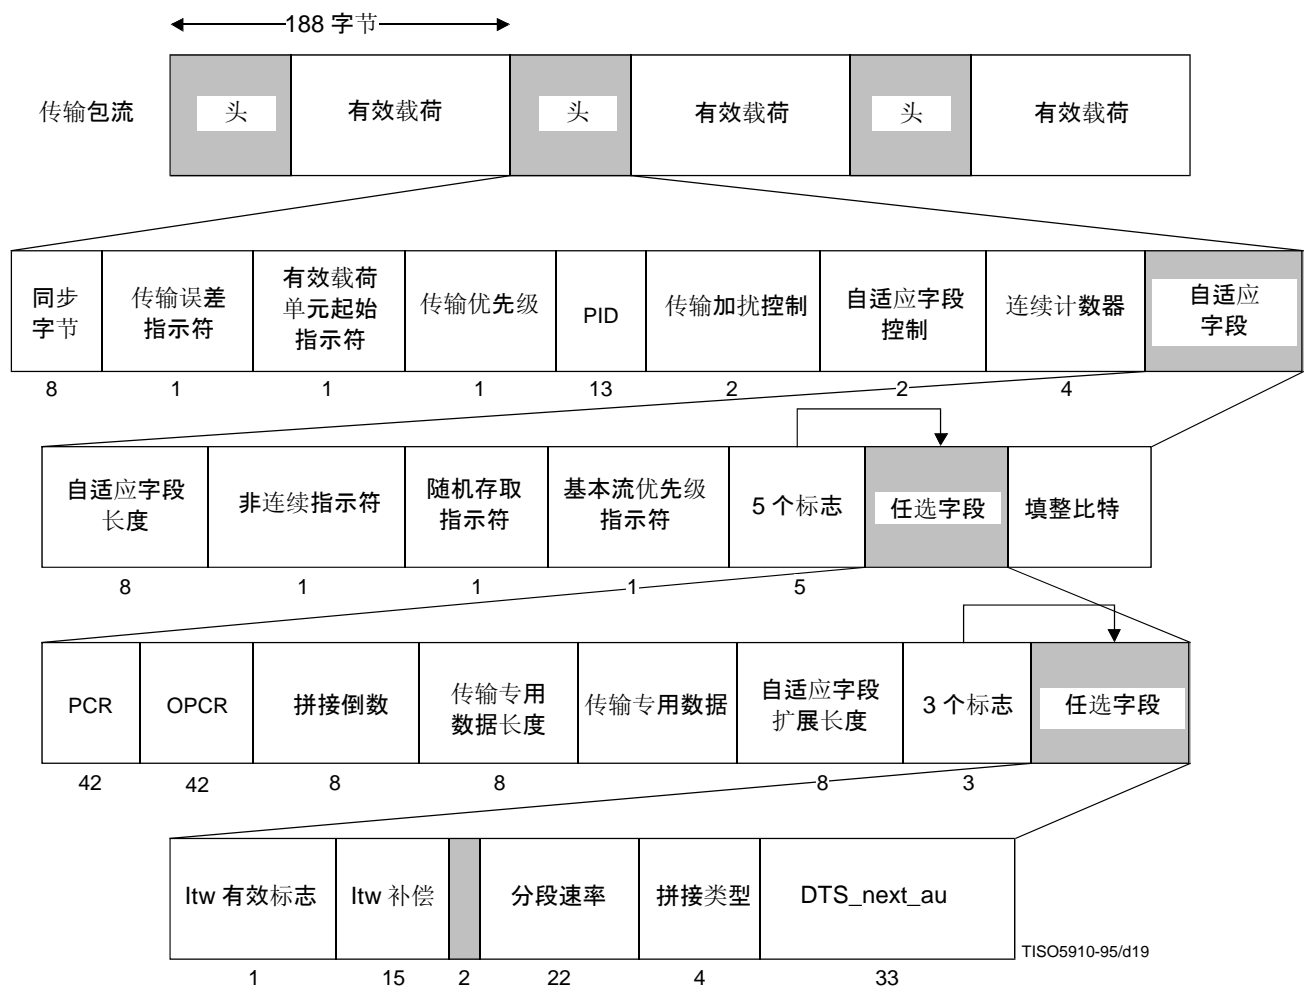 188 字节
传输包流
头
有效载荷
头
有效载荷
头
有效载荷
同步
字节
传输误差
指示符
有效载荷
单元起始
指示符
传输优先级
PID
传输加扰控制
自适应字段
控制
连续计数器
自适应
字段
8
1
1
1
13
2
2
4
自适应字段
长度
非连续指示符
随机存取
指示符
基本流优先级
指示符
5 个标志
任选字段
填整比特
8
1
1
1
5
PCR
OPCR
拼接倒数
传输专用
数据长度
传输专用数据
自适应字段
扩展长度
3 个标志
任选字段
42
42
8
8
8
3
ltw 有效标志
ltw 补偿
分段速率
拼接类型
DTS_next_au
TISO5910-95/d19
1
15
2
22
4
33